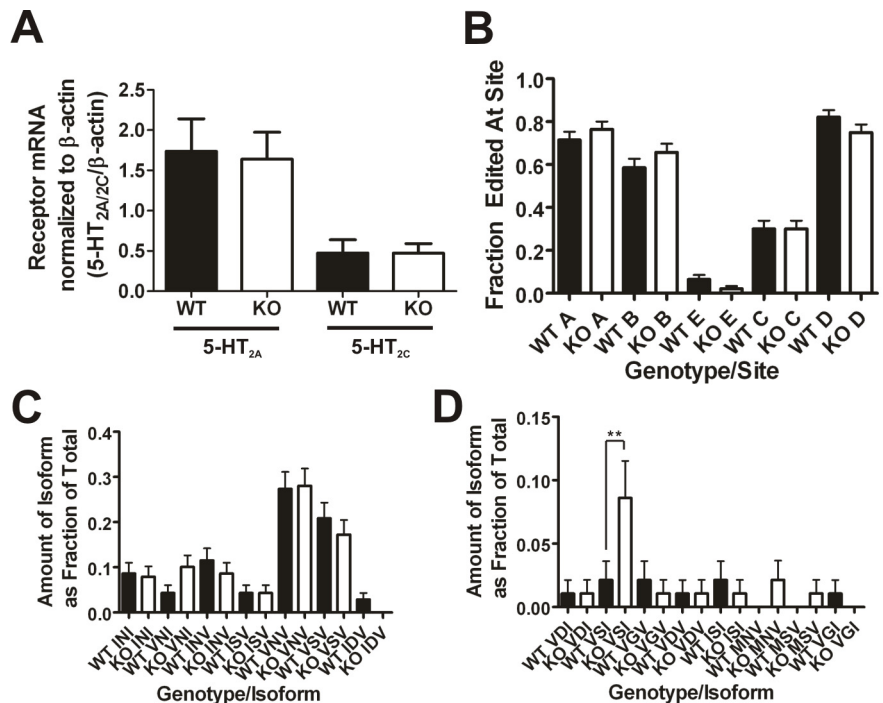 A
Receptor mRNA
normalized to β-actin
(5-HT2A/2C/β-actin)
2.5
2.0
1.5
1.0
0.5
0.0
WT
KO
WT
KO
5-HT2A
5-HT2C
B
Fraction Edited At Site
1.0
0.8
0.6
0.4
0.2
0.0
WT A
KO A
WT B
KO B
WT E
KO E
WT C
KO C
WT D
KO D
Genotype/Site
C
Amount of Isoform
as Fraction of Total
0.4
0.3
0.2
0.1
0.0
WT INI
KO INI
WT VNI
KO VNI
WT INV
KO INV
WT ISV
KO ISV
WT VNV
KO VNV
WT VSV
KO VSV
WT IDV
KO IDV
Genotype/Isoform
D
Amount of Isoform
as Fraction of Total
0.15
0.10
0.05
0.00
**
WT VDI
KO VDI
WT VSI
KO VSI
WT VGV
KO VGV
WT VDV
KO VDV
WT ISI
KO ISI
WT MNV
KO MNV
WT MSV
KO MSV
WT VGI
KO VGI
Genotype/Isoform